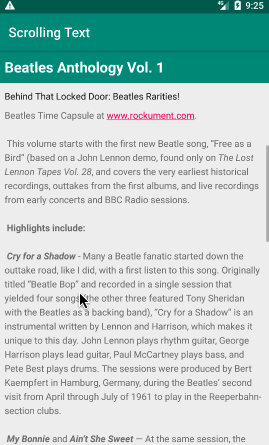 9:25
Scrolling Text
Beatles Anthology Vol. 1
Behind That Locked Door: Beatles Rarities!
Beatles Time Capsule at www.rockument.com.
This volume starts with the first new Beatle song, "Free as a
Bird" (based on a John Lennon demo, found only on The Lost
Lennon Tapes Vol. 28, and covers the very earliest historical
recordings, outtakes from the first albums, and live recordings
from early concerts and BBC Radio sessions.
Highlights include:
Cry for a Shadow - Many a Beatle fanatic started down the
outtake road, like I did, with a first listen to this song. Originally
titled "Beatle Bop" and recorded in a single session that
yielded four songs (the other three featured Tony Sheridan
with the Beatles as a backing band), "Cry for a Shadow" is an
instrumental written by Lennon and Harrison, which makes it
unique to this day. John Lennon plays rhythm guitar, George
Harrison plays lead guitar, Paul McCartney plays bass, and
Pete Best plays drums. The sessions were produced by Bert
Kaempfert in Hamburg, Germany, during the Beatles' second
visit from April through July of 1961 to play in the Reeperbahn-
section clubs.
My Bonnie and Ain't She Sweet — At the same session, the